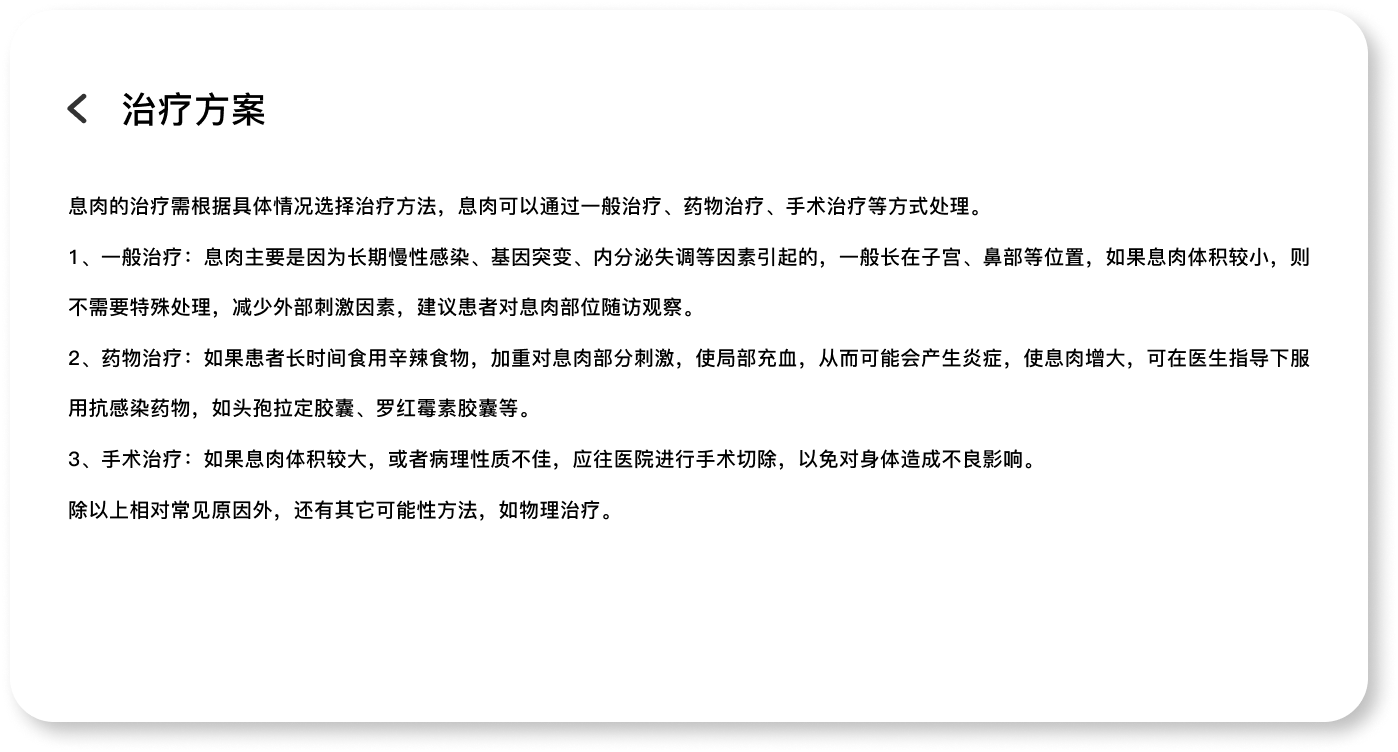 治疗方案
息肉的治疗需根据具体情况选择治疗方法，息肉可以通过一般治疗、药物治疗、手术治疗等方式处理。
1、一般治疗：息肉主要是因为长期慢性感染、基因突变、内分泌失调等因素引起的，一般长在子宫、鼻部等位置，如果息肉体积较小，则
不需要特殊处理，减少外部刺激因素，建议患者对息肉部位随访观察。
2、药物治疗：如果患者长时间食用辛辣食物，加重对息肉部分刺激，使局部充血，从而可能会产生炎症，使息肉增大，可在医生指导下服
用抗感染药物，如头孢拉定胶囊、罗红霉素胶囊等。
3、手术治疗：如果息肉体积较大，或者病理性质不佳，应往医院进行手术切除，以免对身体造成不良影响。
除以上相对常见原因外，还有其它可能性方法，如物理治疗。